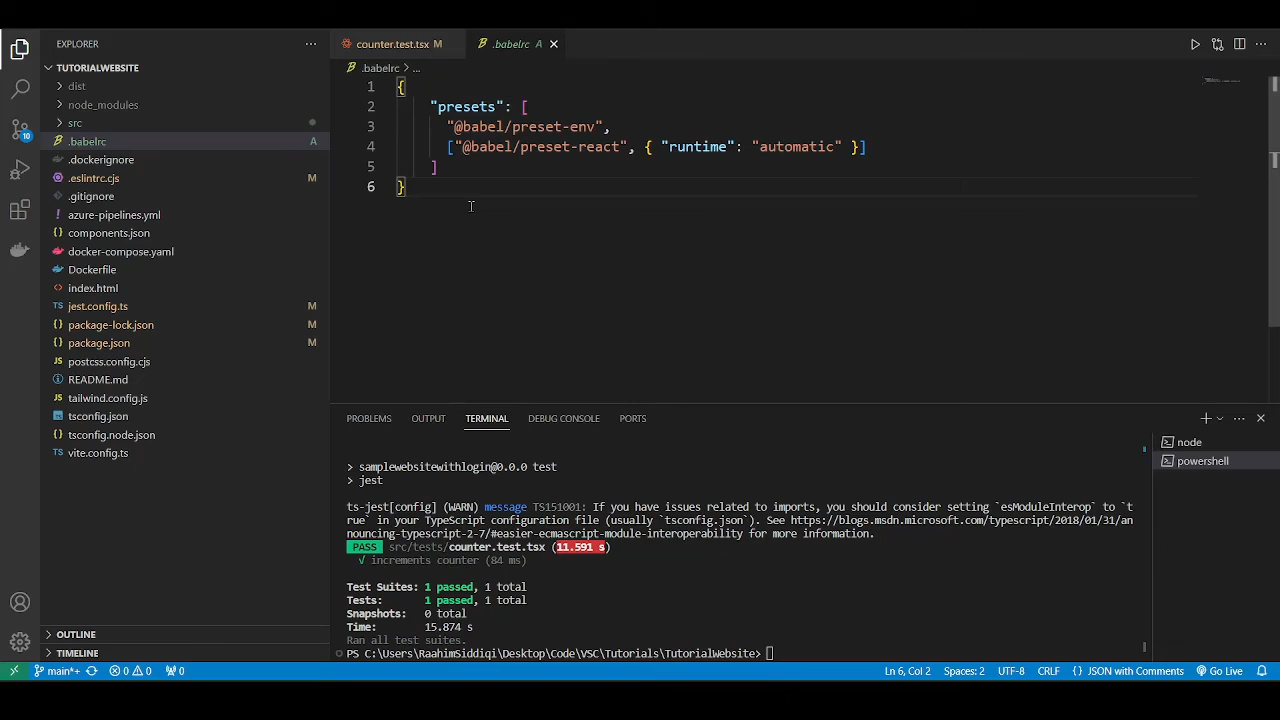 EXPLORER
TUTORIALWEBSITE
dist
node_modules
src
.babelrc A
.dockerignore
.eslintrc.cjs M
.gitignore
azure-pipelines.yml
components.json
docker-compose.yaml
Dockerfile
index.html
TS jest.config.ts M
{} package-lock.json M
{} package.json M
JS postcss.config.cjs
README.md
JS tailwind.config.js
tsconfig.json
tsconfig.node.json
TS vite.config.ts
OUTLINE
TIMELINE
10
counter.test.tsx M
.babelrc A
.babelrc > ...
1 {
2 "presets": [
3 "@babel/preset-env",
4 ["@babel/preset-react", { "runtime": "automatic" }]
5 ]
6 }
PROBLEMS OUTPUT TERMINAL DEBUG CONSOLE PORTS
node
powershell
> samplewebsitewithlogin@0.0.0 test
> jest
ts-jest[config] (WARN) message TS151001: If you have issues related to imports, you should consider setting `esModuleInterop` to `t
rue` in your TypeScript configuration file (usually `tsconfig.json`). See https://blogs.msdn.microsoft.com/typescript/2018/01/31/an
nouncing-typescript-2-7/#easier-ecmascript-module-interoperability for more information.
PASS src/tests/counter.test.tsx (11.591 s)
√ increments counter (84 ms)
Test Suites: 1 passed, 1 total
Tests: 1 passed, 1 total
Snapshots: 0 total
Time: 15.874 s
Ran all test suites.
PS C:\Users\RaahimSiddiqi\Desktop\Code\VSC\Tutorials\TutorialWebsite>
main*+ 0 0 0 Ln 6, Col 2 Spaces: 2 UTF-8 CRLF {} JSON with Comments Go Live